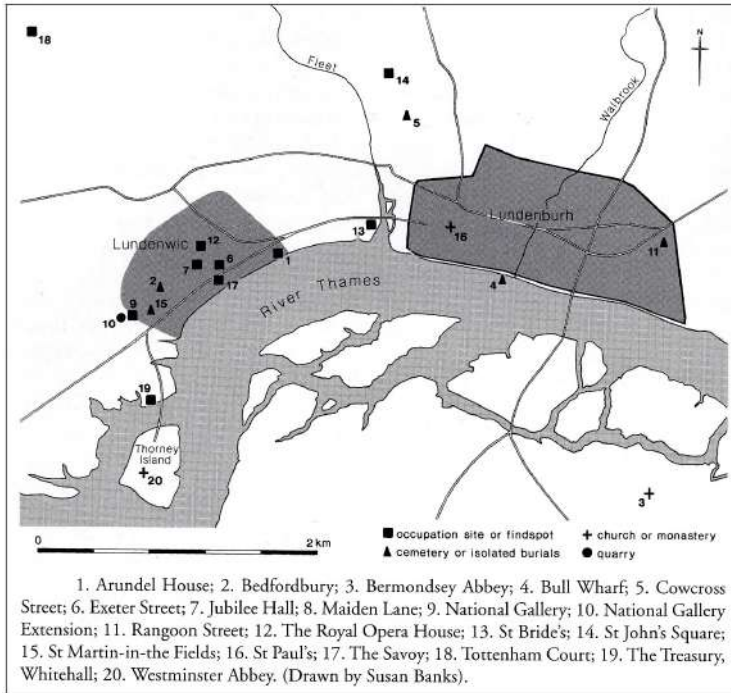 18
Fleet
14
5
Walbrook
N
Lundenwic
12
7
6
2
15
9
10
17
1
13
Lundenburh
16
11
4
River Thames
19
Thorney
Island
20
3
0
2 km
occupation site or findspot
church or monastery
cemetery or isolated burials
quarry
1. Arundel House; 2. Bedfordbury; 3. Bermondsey Abbey; 4. Bull Wharf; 5. Cowcross
Street; 6. Exeter Street; 7. Jubilee Hall; 8. Maiden Lane; 9. National Gallery; 10. National Gallery
Extension; 11. Rangoon Street; 12. The Royal Opera House; 13. St Bride's; 14. St John's Square;
15. St Martin-in-the Fields; 16. St Paul's; 17. The Savoy; 18. Tottenham Court; 19. The Treasury,
Whitehall; 20. Westminster Abbey. (Drawn by Susan Banks).